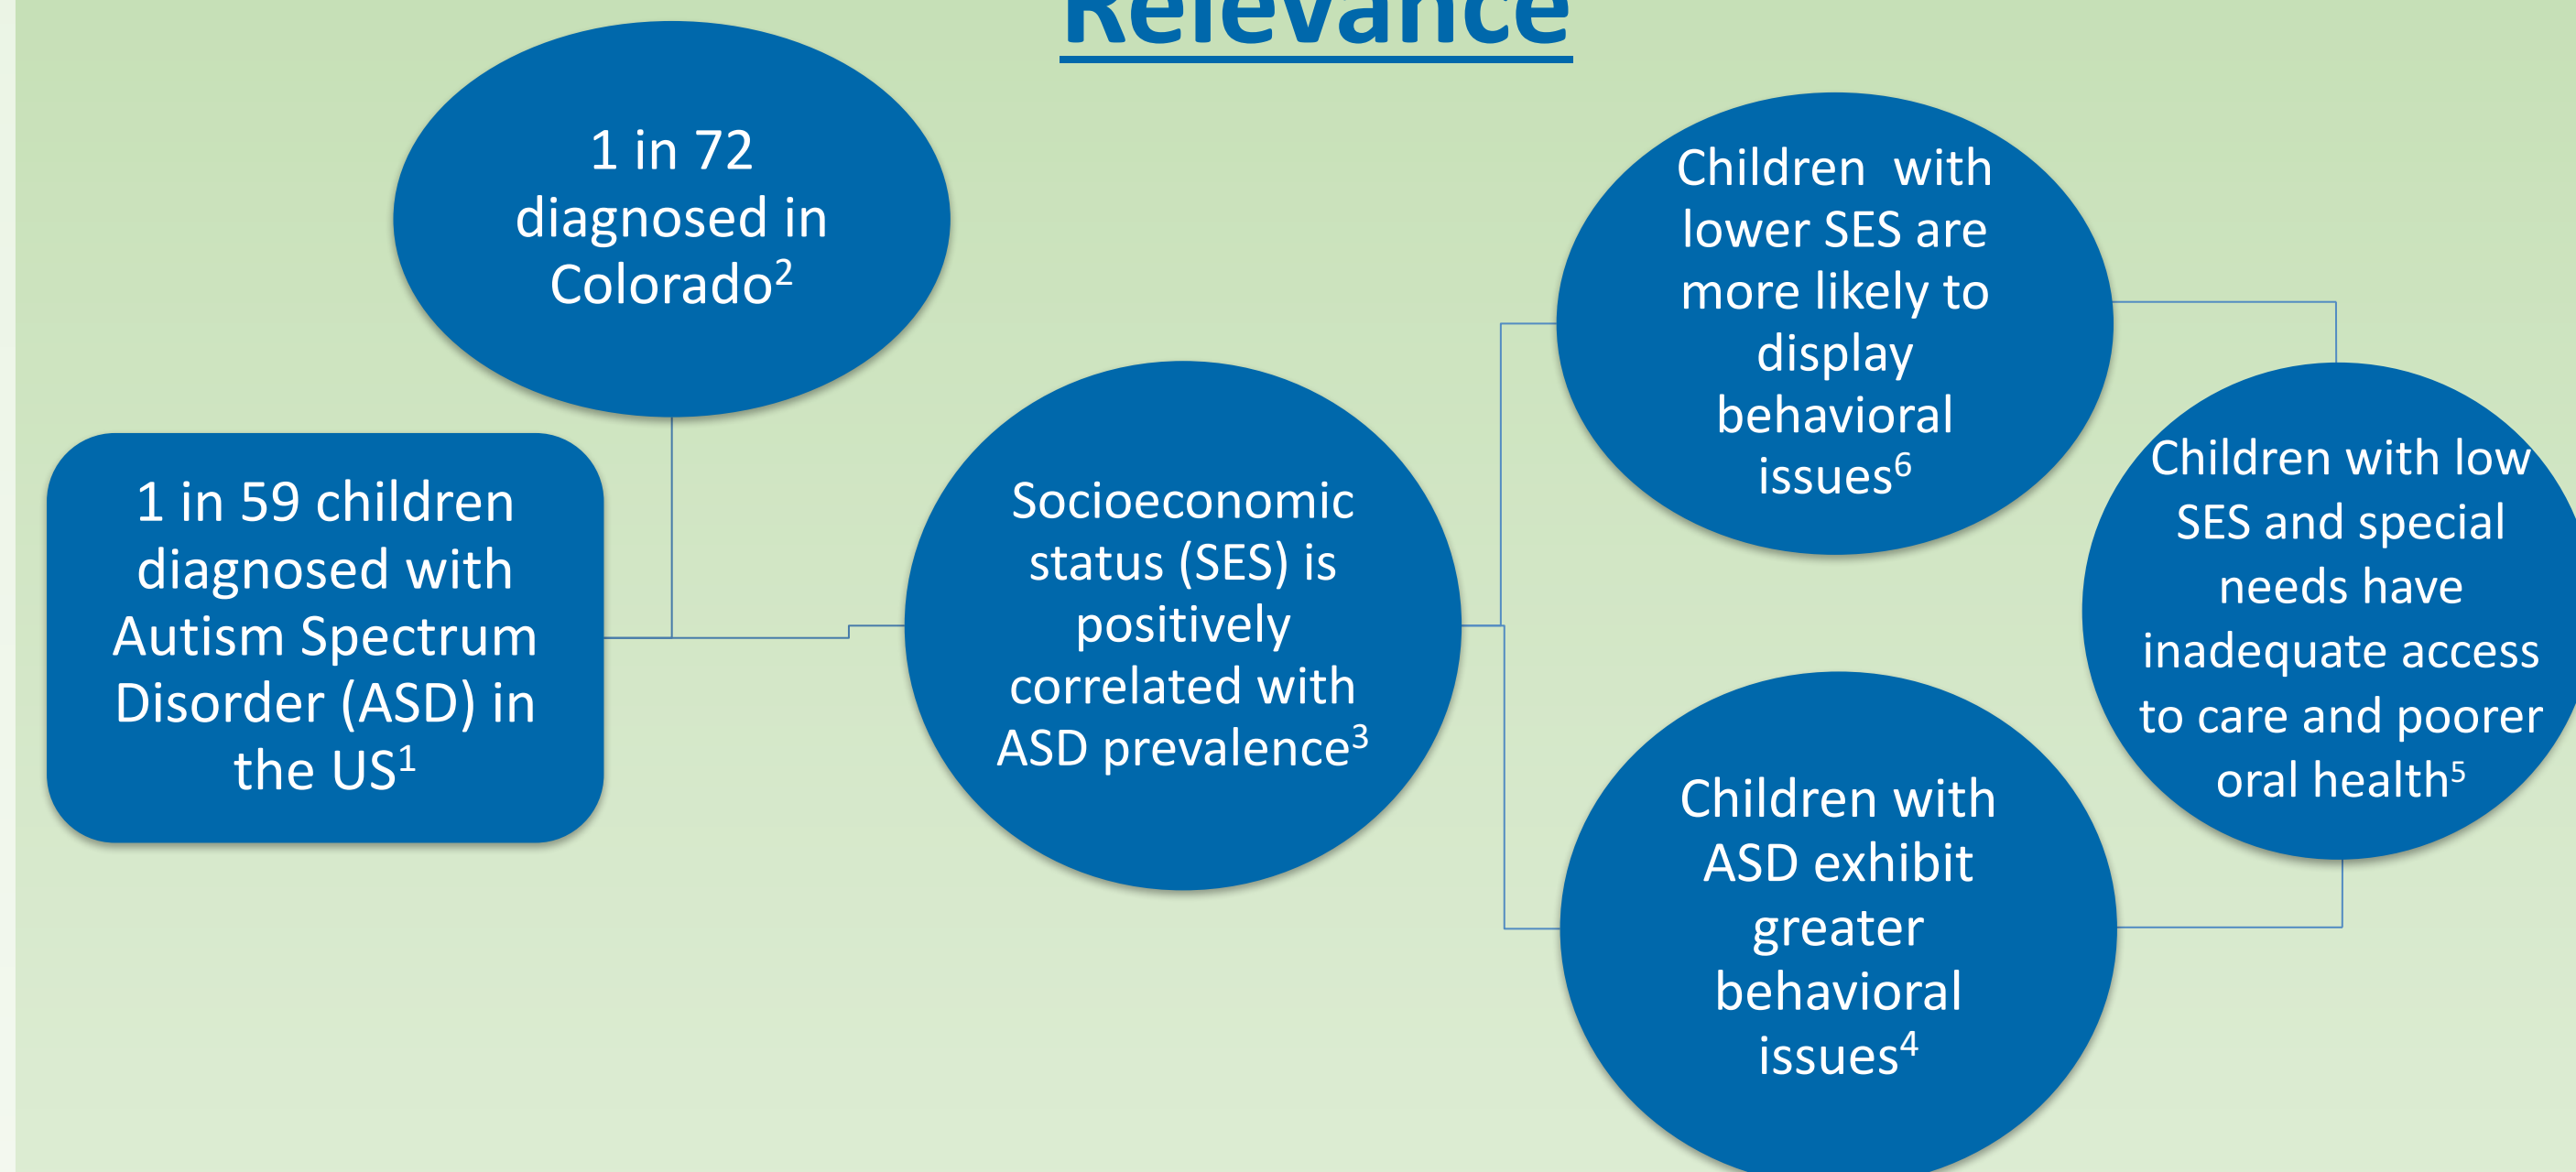 Relevance
1 in 72
diagnosed in
Colorado²
1 in 59 children
diagnosed with
Autism Spectrum
Disorder (ASD) in
the US¹
Socioeconomic
status (SES) is
positively
correlated with
ASD prevalence³
Children with
lower SES are
more likely to
display
behavioral
issues⁶
Children with
ASD exhibit
greater
behavioral
issues⁴
Children with low
SES and special
needs have
inadequate access
to care and poorer
oral health⁵